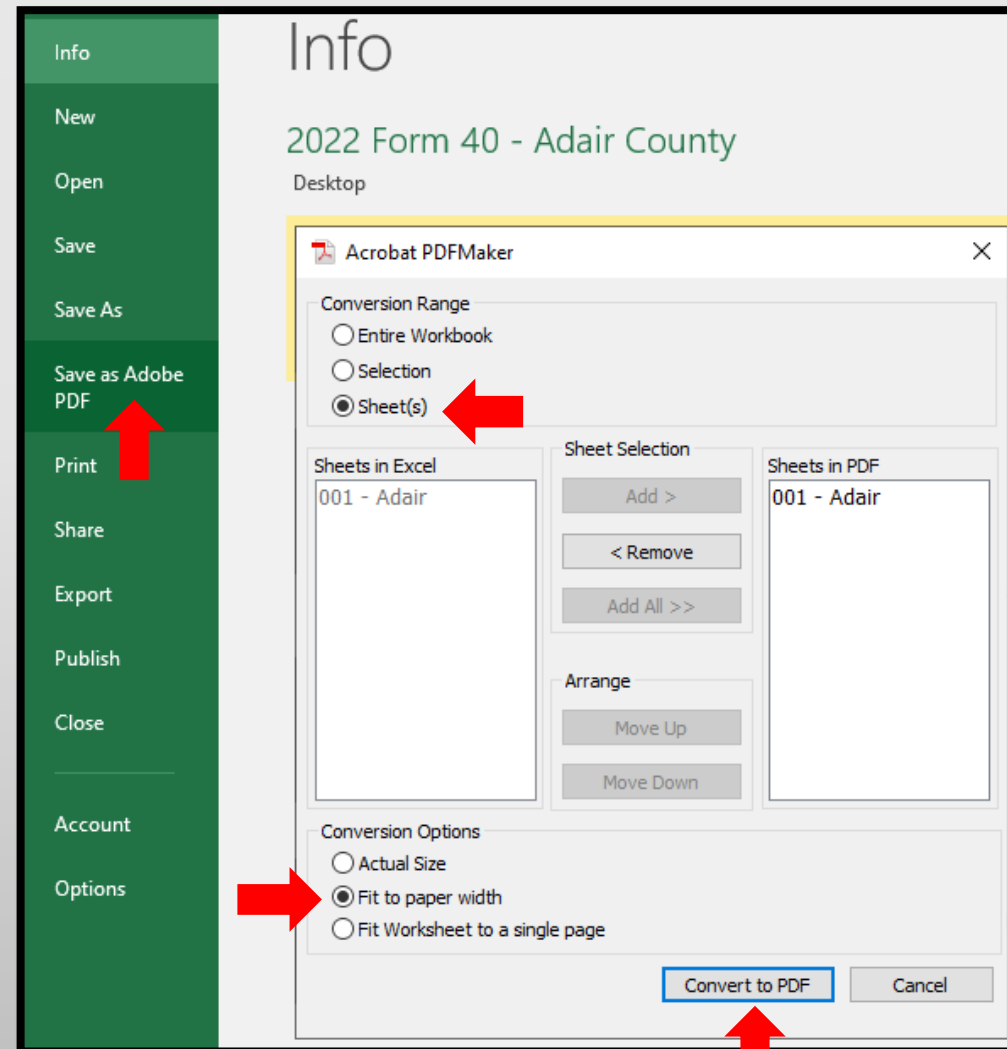 Info
New
Open
Save
Save As
Save as Adobe
PDF
Print
Share
Export
Publish
Close
Account
Options
Info
2022 Form 40 - Adair County
Desktop
Acrobat PDFMaker
Conversion Range
Entire Workbook
Selection
Sheet(s)
Sheets in Excel
001 - Adair
Sheet Selection
Add >
< Remove
Add All >>
Arrange
Move Up
Move Down
Sheets in PDF
001 - Adair
Conversion Options
Actual Size
Fit to paper width
Fit Worksheet to a single page
Convert to PDF
Cancel